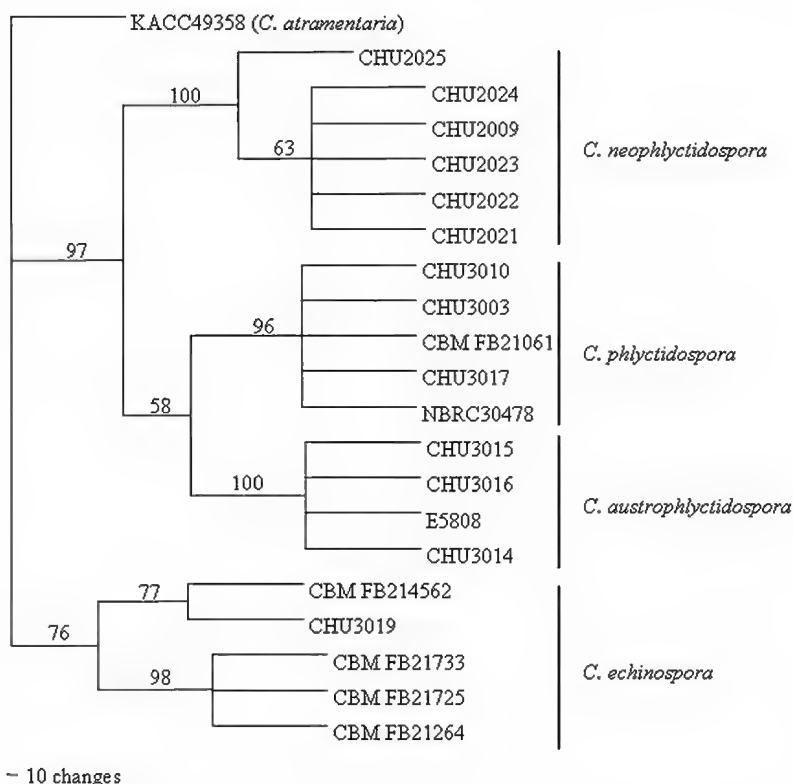 KACC49358 (C. atramentaria)
CHU2025
100
CHU2024
CHU2009
63
CHU2023
C. neophlyctidospora
CHU2022
CHU2021
97
CHU3010
CHU3003
96
CBM FB21061
C. phlyctidospora
CHU3017
58
NBRC30478
CHU3015
100
CHU3016
C. austrophlyctidospora
E5808
CHU3014
77
CBM FB214562
CHU3019
76
98
CBM FB21733
C. echinospora
CBM FB21725
CBM FB21264
– 10 changes